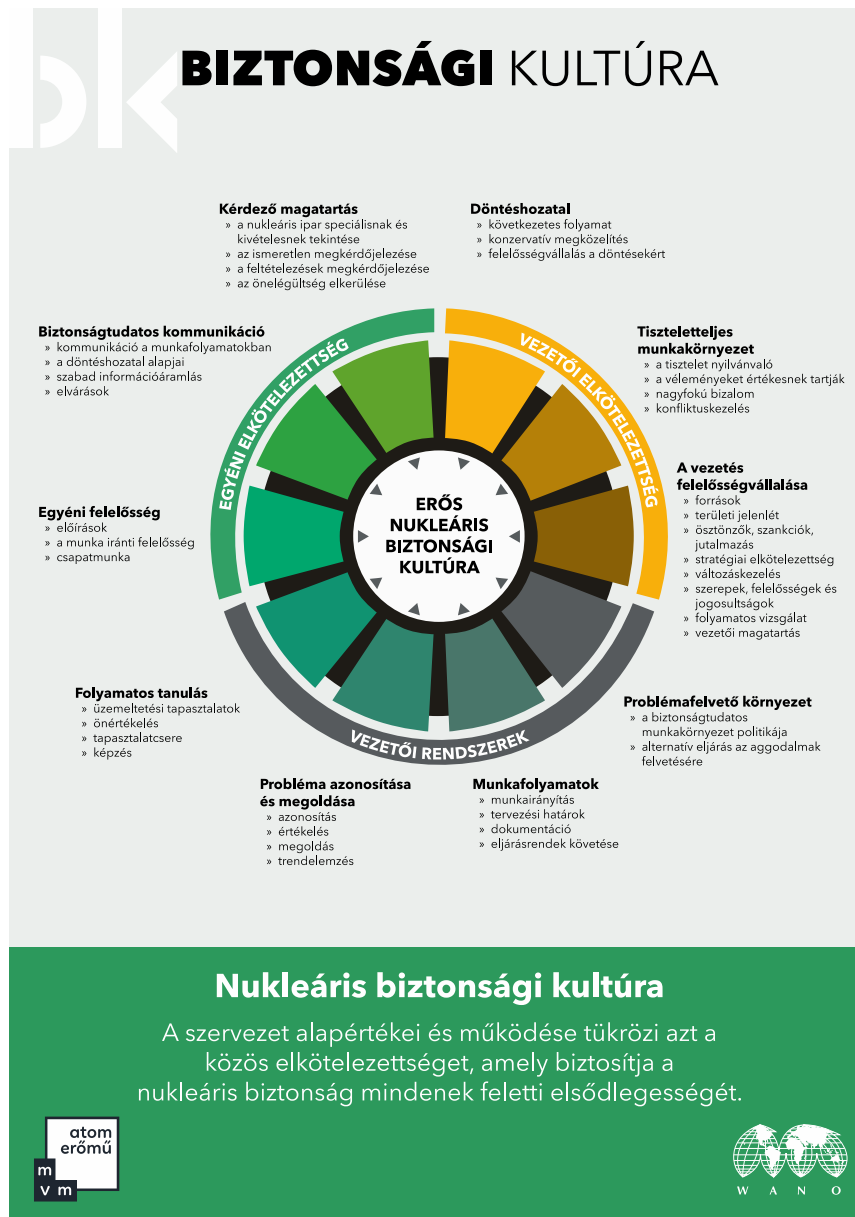 bk
BIZTONSÁGI KULTÚRA
Kérdező magatartás
» a nukleáris ipar speciálisnak és
kivételesnek tekintése
» az ismeretlen megkérdőjelezése
» a feltételezések megkérdőjelezése
» az önelégültség elkerülése
Döntéshozatal
» következetes folyamat
» konzervatív megközelítés
» felelősségvállalás a döntésekért
Biztonságtudatos kommunikáció
» kommunikáció a munkafolyamatokban
» a döntéshozatal alapjai
» szabad információáramlás
» elvárások
Tiszteletteljes
munkakörnyezet
» a tisztelet nyilvánváló
» a véleményeket értékesnek tartják
» nagyfokú bizalom
» konfliktuskezelés
EGYÉNI ELKÖTELEZETTSÉG
VEZETŐI ELKÖTELEZETTSÉG
A vezetés
felelősségvállalása
» források
» területi jelenlét
» ösztönzők, szankciók,
jutalmazás
» stratégiai elkötelezettség
» változáskezelés
» szerepek, felelősségek és
jogosultságok
» folyamatos vizsgálat
» vezetői magatartás
Egyéni felelősség
» előírások
» a munka iránti felelősség
» csapatmunka
ERŐS
NUKLEÁRIS
BIZTONSÁGI
KULTÚRA
Folyamatos tanulás
» üzemeltetési tapasztalatok
» önértékelés
» tapasztalatcsere
» képzés
Problémafelvető környezet
» a biztonságtudatos
munkakörnyezet politikája
» alternatív eljárás az aggodalmak
felvetésére
VEZETŐI RENDSZEREK
Probléma azonosítása
és megoldása
» azonosítás
» értékelés
» megoldás
» trendelemzés
Munkafolyamatok
» munkairányítás
» tervezési határok
» dokumentáció
» eljárásrendek követése
Nukleáris biztonsági kultúra
A szervezet alapértékei és működése tükrözi azt a
közös elkötelezettséget, amely biztosítja a
nukleáris biztonság mindenek feletti elsődlegességét.
atom
erőmű
m
v m
W A N O